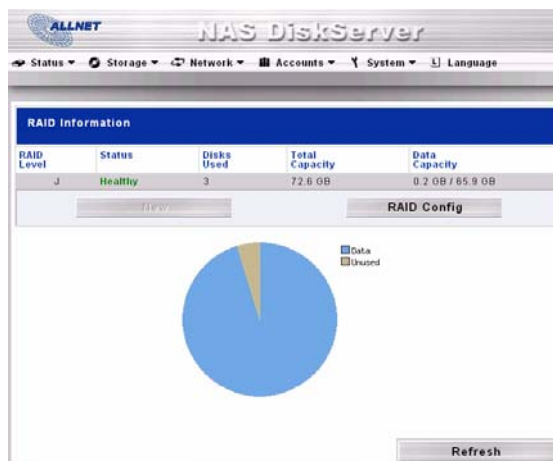 ALLNET
NAS DiskServer
Status Storage Network Accounts System Language
RAID Information
RAID Level Status Disks Used Total Capacity Data Capacity
J Healthy 3 72.6 GB 0.2 GB / 65.9 GB
New RAID Config
Data
Unused
Refresh